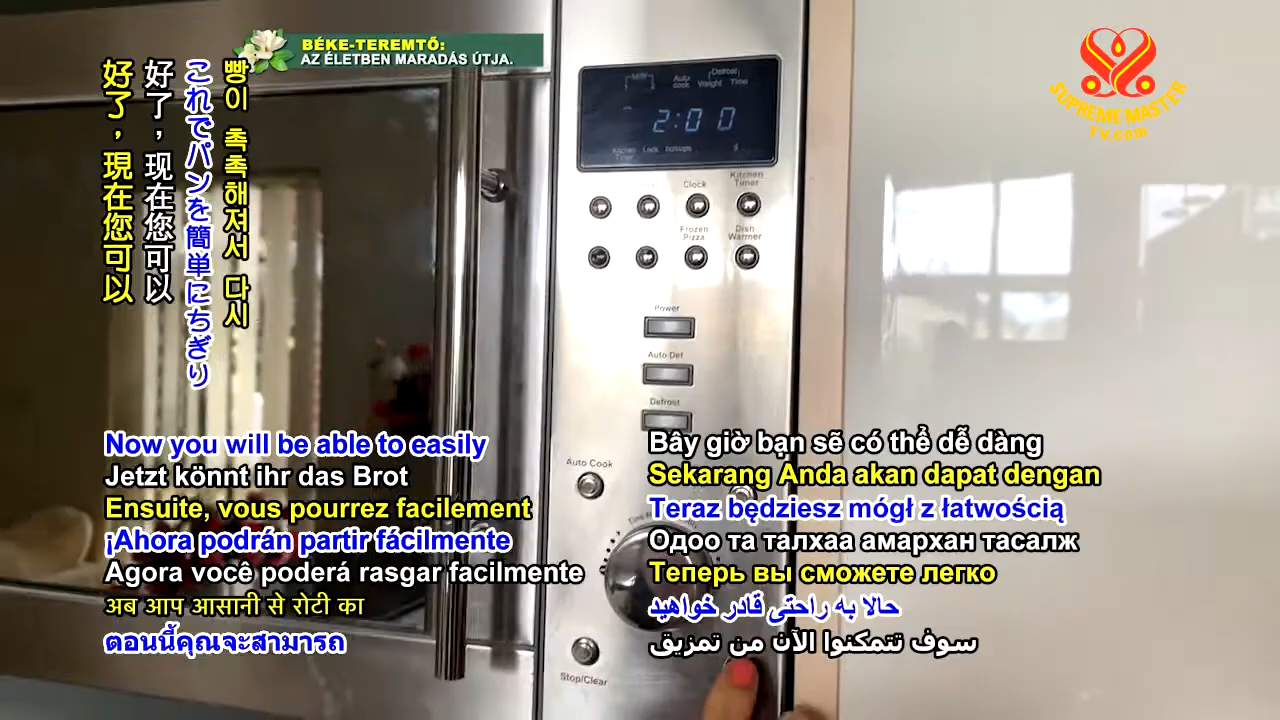 BÉKE-TEREMTŐ:
AZ ÉLETBEN MARADÁS ÚTJA.
SUPREME MASTER
TV.com
好了，現在您可以
好了，现在您可以
これでパンを簡単にちぎり
빵이 촉촉해져서 다시
Auto
cook
Defrost
Weight Time
2:00
Kitchen
Timer
Lock
g
Clock
Kitchen
Timer
Frozen
Pizza
Dish
Warmer
Power
Auto Def
Defrost
Auto Cook
Stop/Clear
Now you will be able to easily
Jetzt könnt ihr das Brot
Ensuite, vous pourrez facilement
¡Ahora podrán partir fácilmente
Agora você poderá rasgar facilmente
अब आप आसानी से रोटी का
ตอนนี้คุณจะสามารถ
Bây giờ bạn sẽ có thể dễ dàng
Sekarang Anda akan dapat dengan
Teraz będziesz mógł z łatwością
Одоо та талхаа амархан тасалж
Теперь вы сможете легко
حالا به راحتی قادر خواهید
سوف تتمكنوا الآن من تمزيق